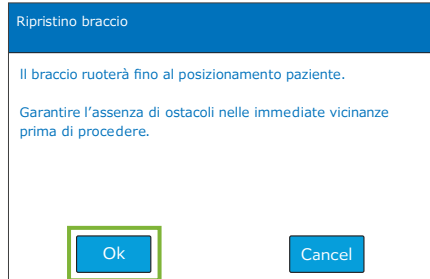 Ripristino braccio
Il braccio ruoterà fino al posizionamento paziente.
Garantire l'assenza di ostacoli nelle immediate vicinanze
prima di procedere.
Ok
Cancel